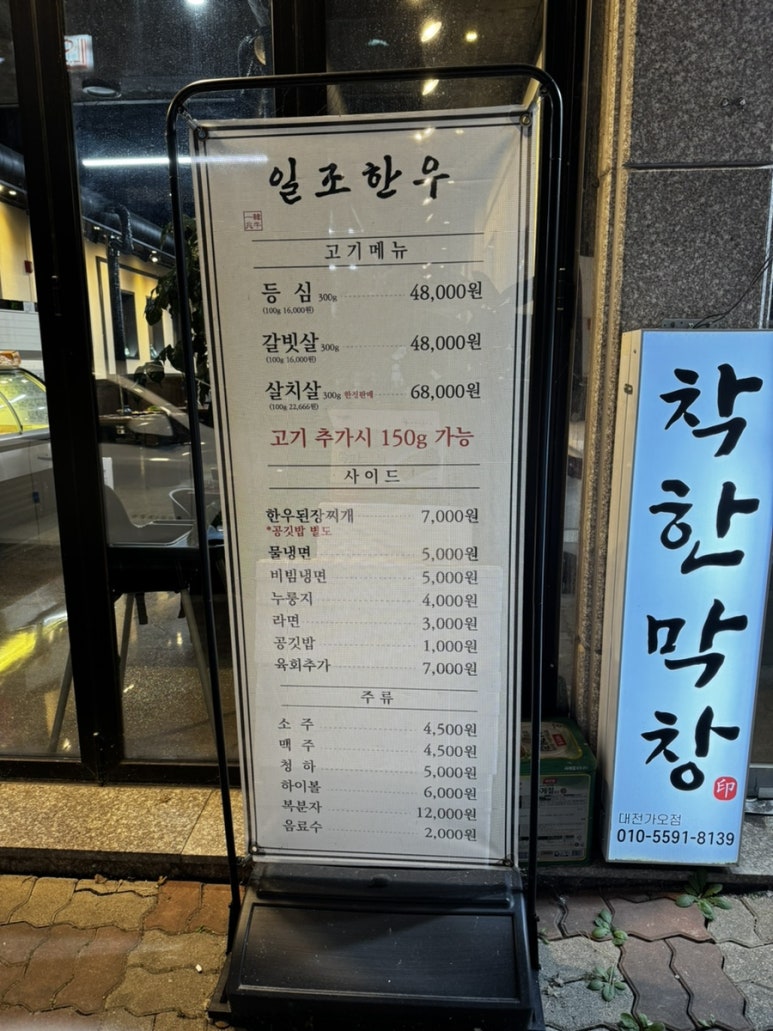 일조한우
고기메뉴
등 심 300g 48,000원
(100g 16,000원)
갈빗살 300g 48,000원
(100g 16,000원)
살치살 300g 한정판매 68,000원
(100g 22,666원)
고기 추가시 150g 가능
사이드
한우된장찌개 7,000원
*공깃밥 별도
물냉면 5,000원
비빔냉면 5,000원
누룽지 4,000원
라면 3,000원
공깃밥 1,000원
육회추가 7,000원
주류
소 주 4,500원
맥 주 4,500원
청 하 5,000원
하이볼 6,000원
복분자 12,000원
음료수 2,000원
착한막창
印
대전가오점
010-5591-8139